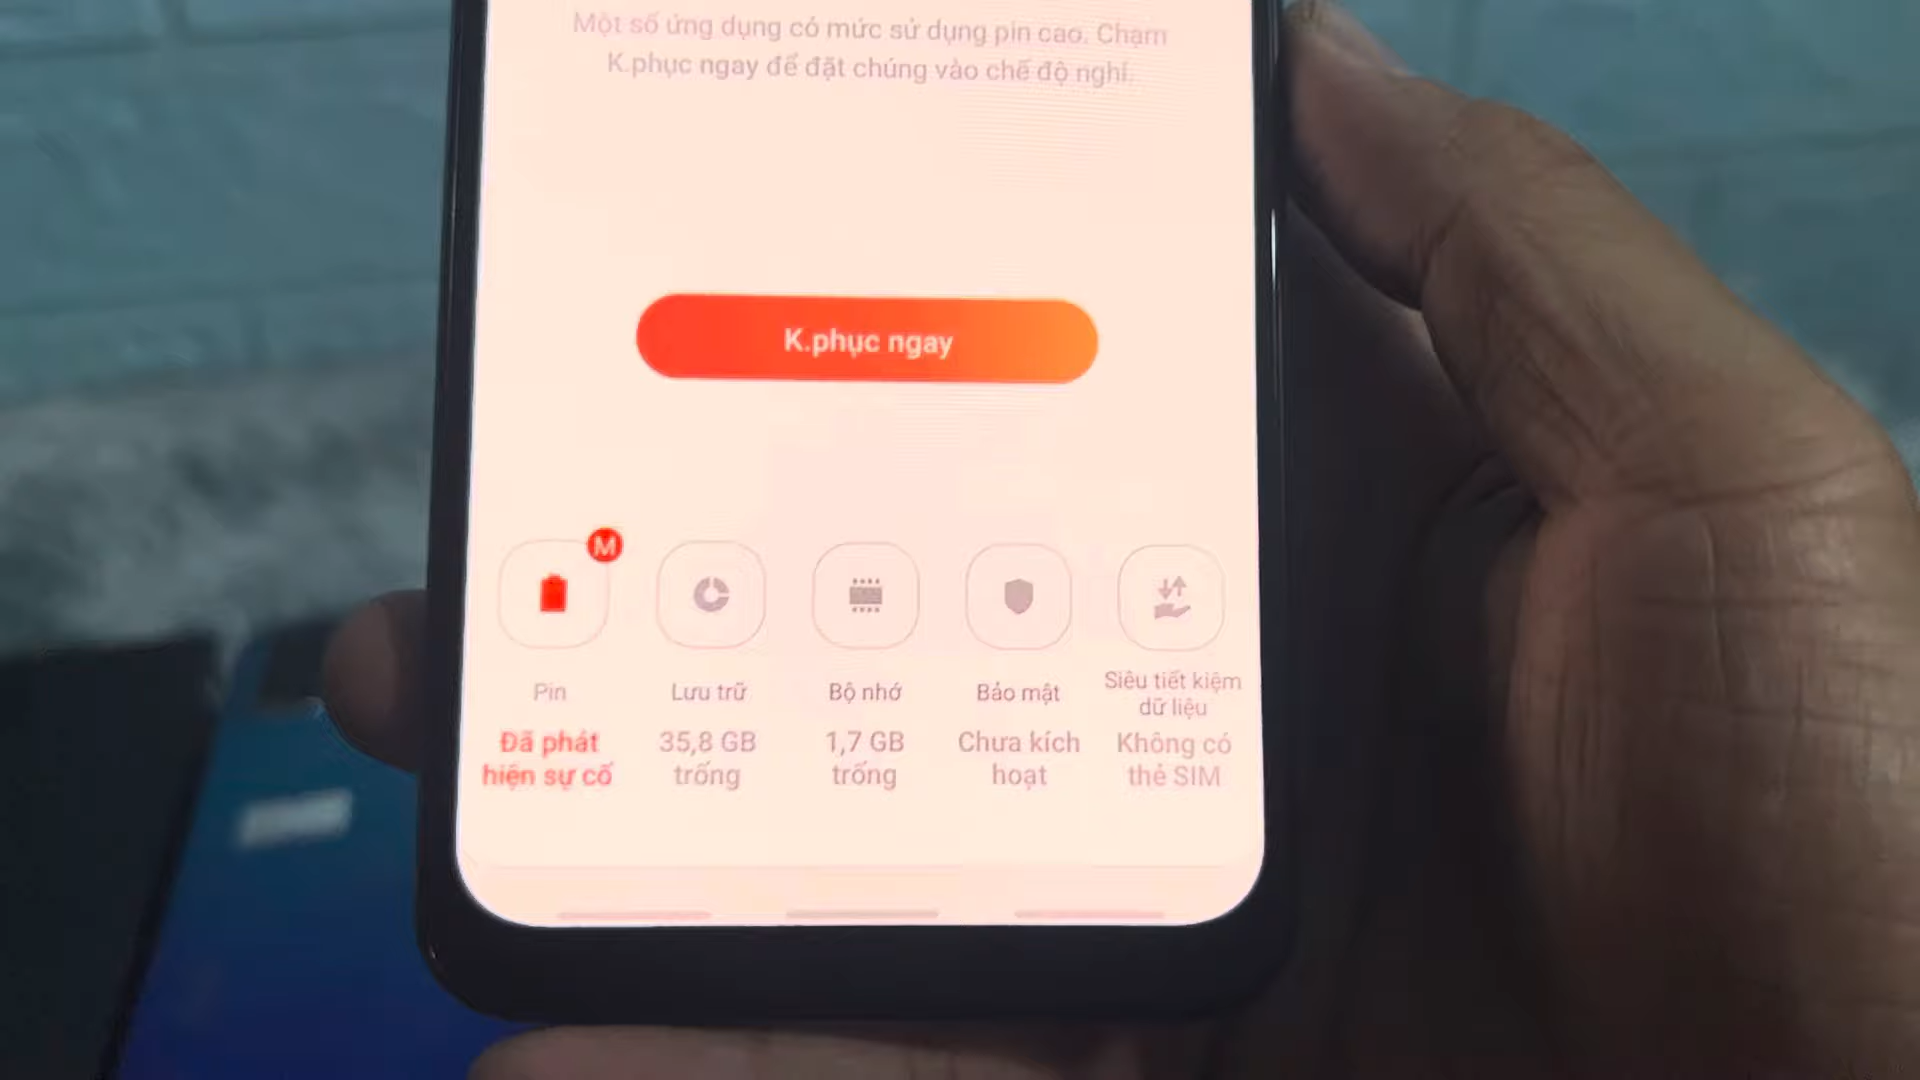 Một số ứng dụng có mức sử dụng pin cao. Chạm
K.phục ngay để đặt chúng vào chế độ nghỉ.
K.phục ngay
M
Pin
Đã phát
hiện sự cố
Lưu trữ
35,8 GB
trống
Bộ nhớ
1,7 GB
trống
Bảo mật
Chưa kích
hoạt
Siêu tiết kiệm
dữ liệu
Không có
thẻ SIM